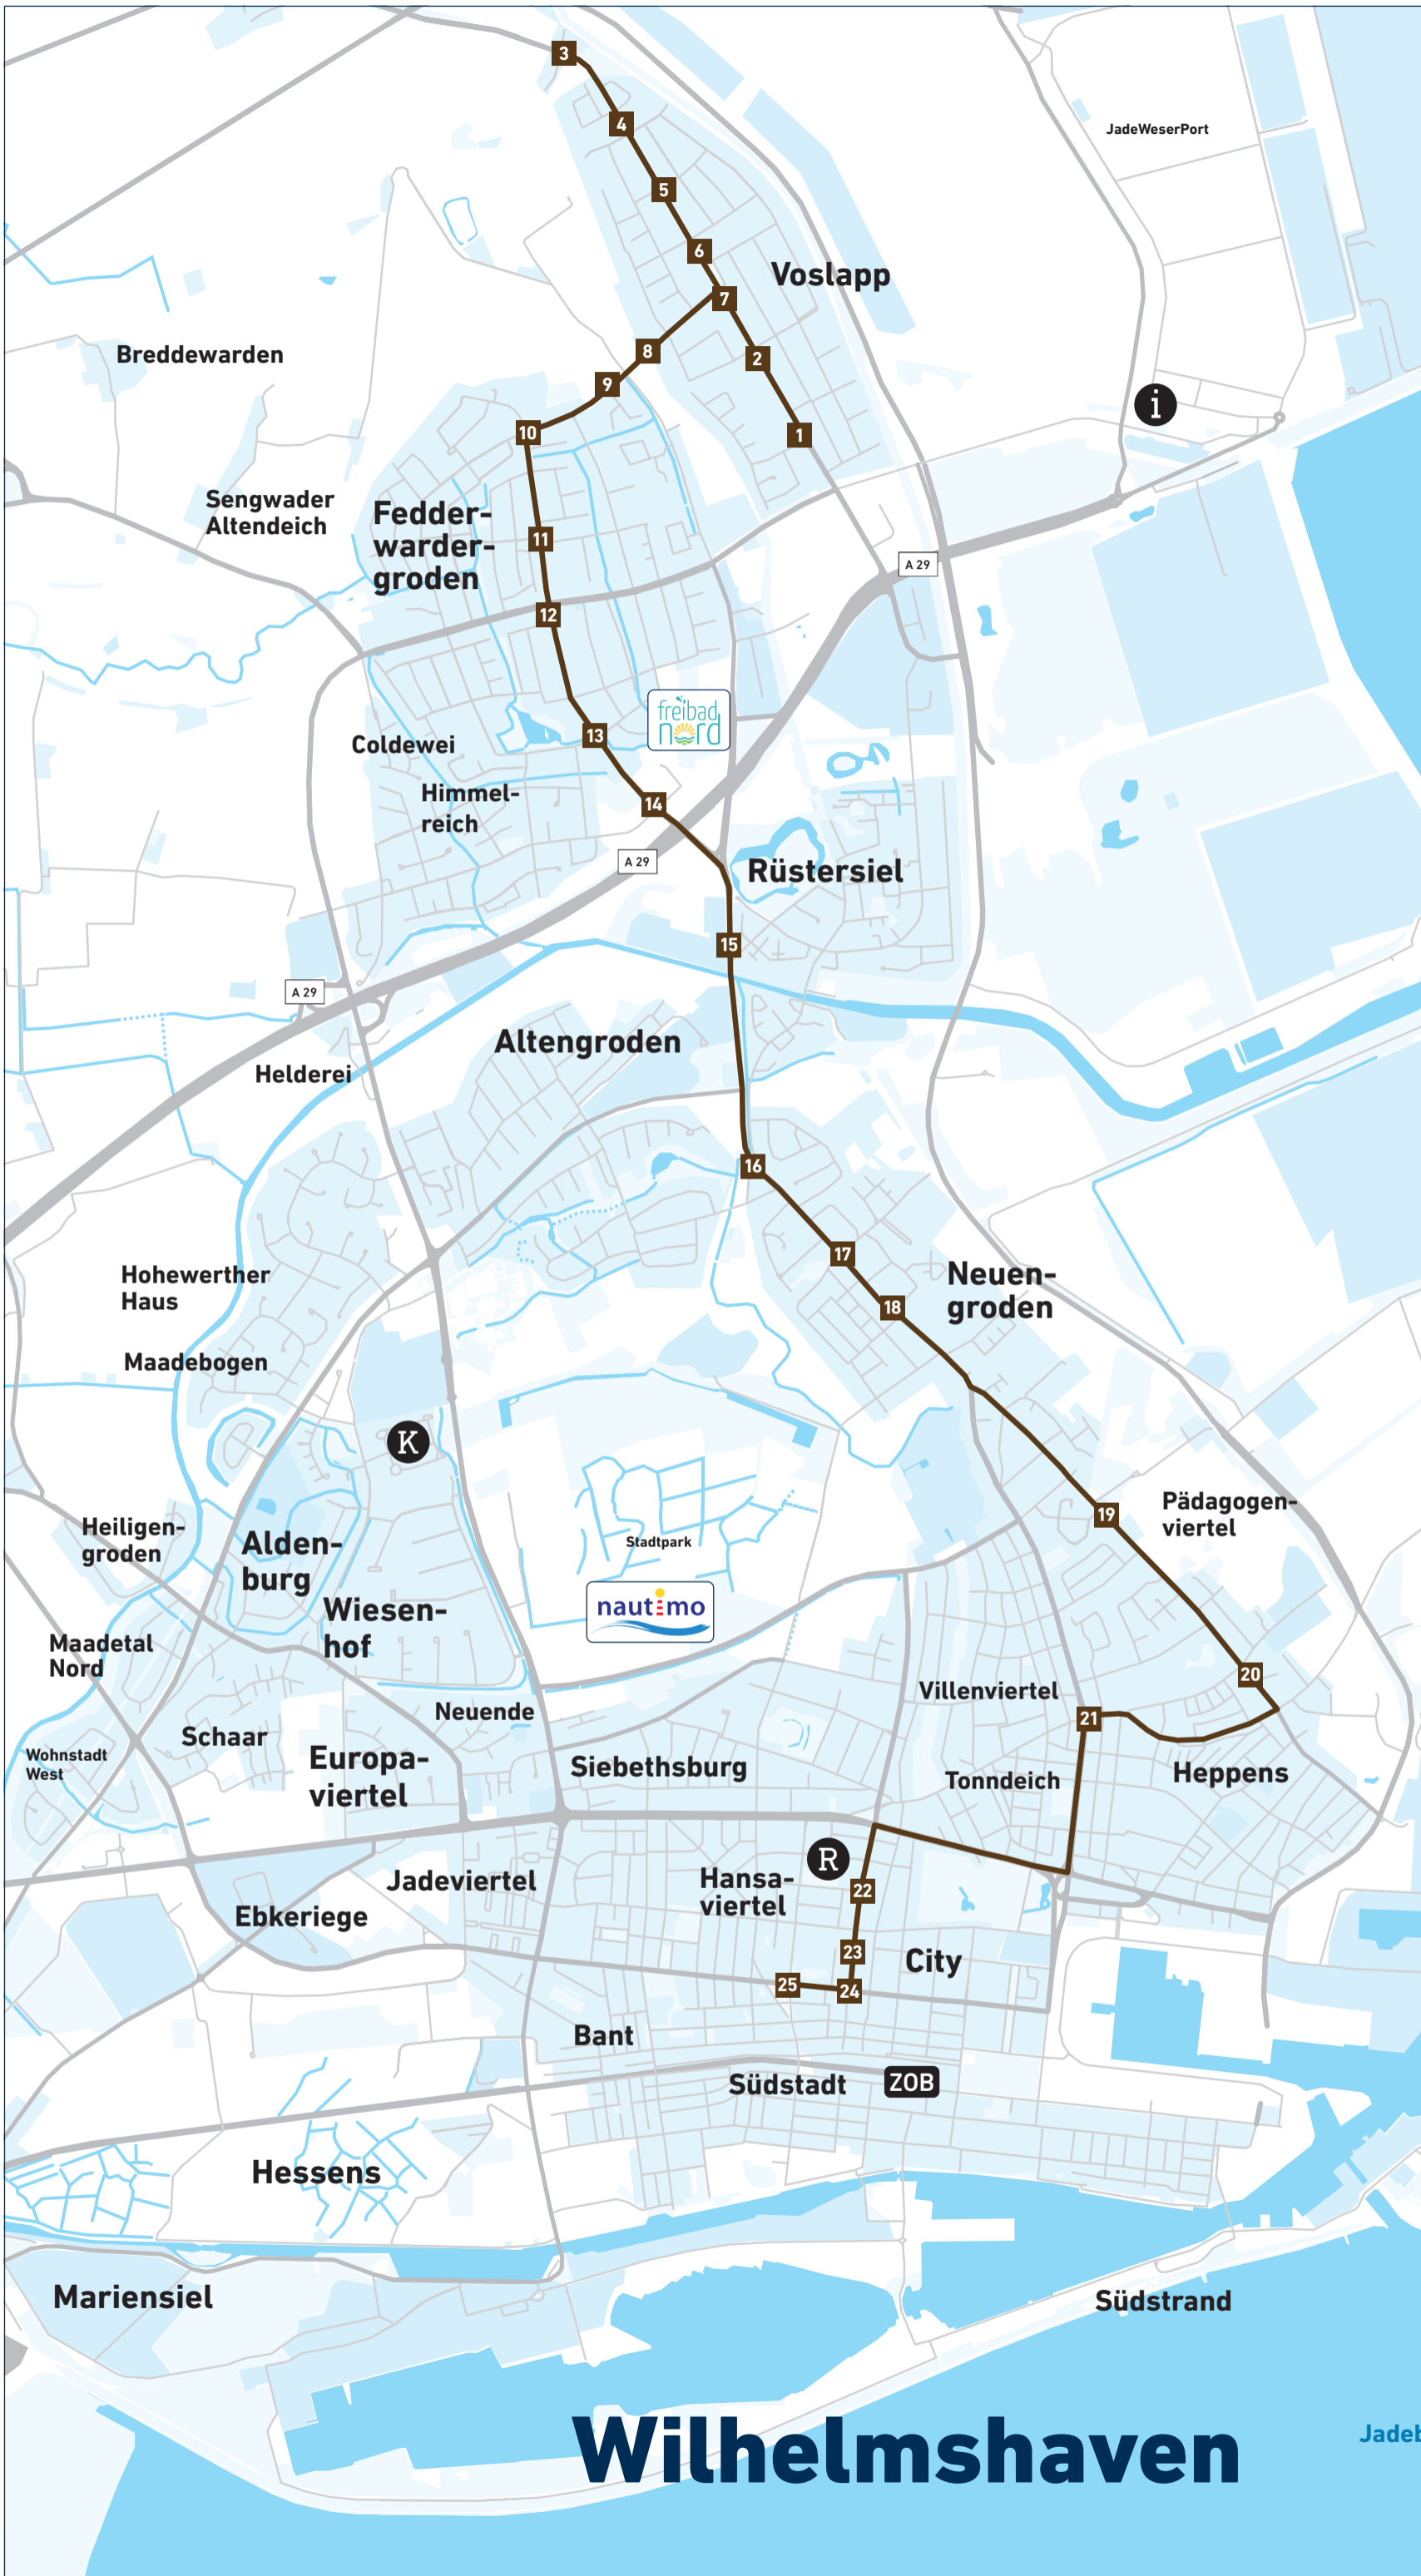 3
4
JadeWeserPort
5
6
Voslapp
7
8
2
Breddewarden
9
i
10
1
Sengwader
Altendeich
Fedder-
warder-
groden
11
A 29
12
freibad
nord
13
Coldewei
Himmel-
reich
14
A 29
Rüstersiel
15
A 29
Altengroden
Helderei
16
17
Neuen-
groden
Hohewerther
Haus
18
Maadebogen
K
19
Pädagogen-
viertel
Heiligen-
groden
Alden-
burg
Stadtpark
nautimo
Wiesen-
hof
Maadetal
Nord
20
Villenviertel
21
Neuende
Schaar
Wohnstadt
West
Europa-
viertel
Siebethsburg
Tonndeich
Heppens
R
Jadeviertel
Hansa-
viertel
22
Ebkeriege
23
City
25
24
Bant
Südstadt
ZOB
Hessens
Mariensiel
Südstrand
Wilhelmshaven
Jadeb